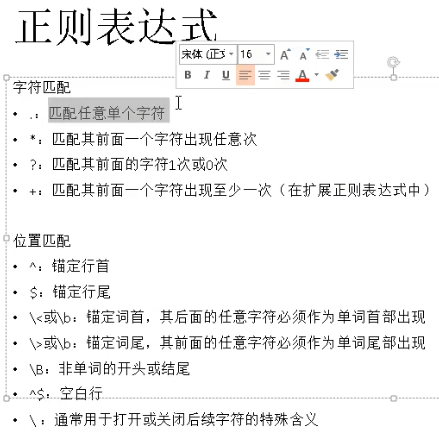 正则表达式
宋体 (正文 16 A A
B I U A
字符匹配
• .：匹配任意单个字符
• *：匹配其前面一个字符出现任意次
• ?：匹配其前面的字符1次或0次
• +：匹配其前面一个字符出现至少一次（在扩展正则表达式中）
位置匹配
• ^：锚定行首
• $：锚定行尾
• \<或\b：锚定词首，其后面的任意字符必须作为单词首部出现
• \>或\b：锚定词尾，其前面的任意字符必须作为单词尾部出现
• \B：非单词的开头或结尾
• ^$：空白行
• \：通常用于打开或关闭后续字符的特殊含义